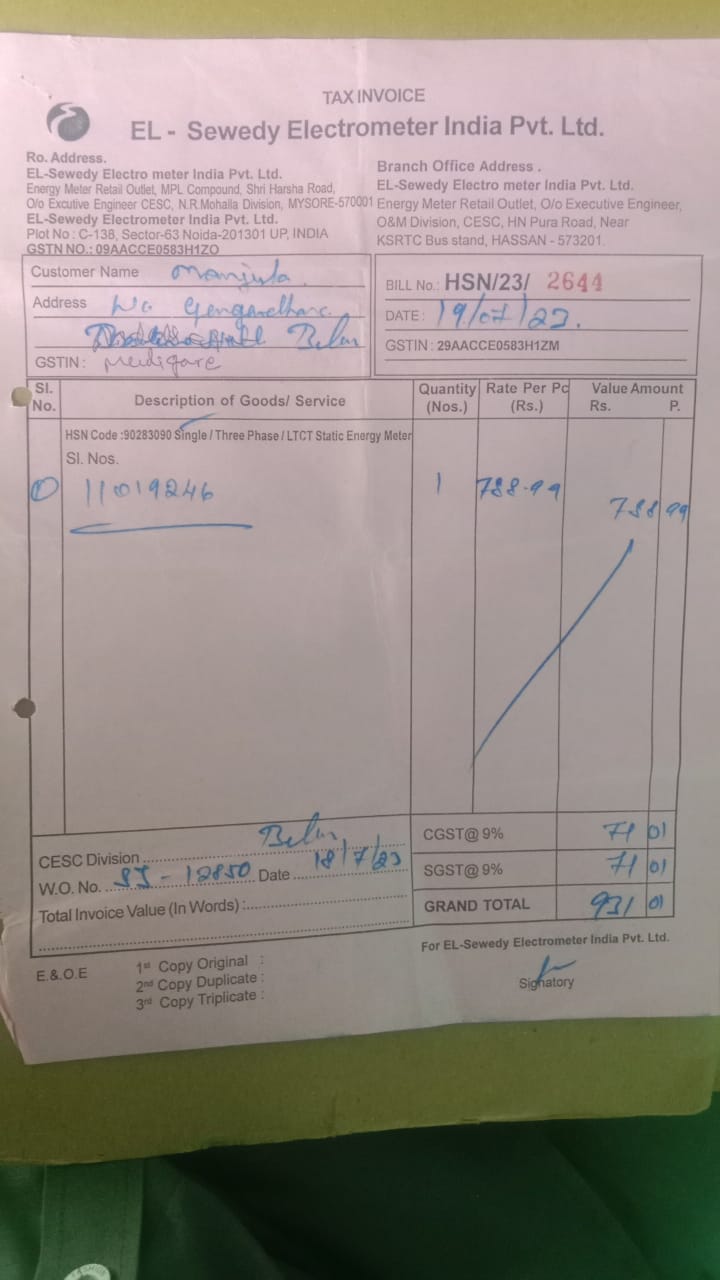 TAX INVOICE
EL - Sewedy Electrometer India Pvt. Ltd.
Ro. Address.
EL-Sewedy Electro meter India Pvt. Ltd.
Energy Meter Retail Outlet, MPL Compound, Shri Harsha Road,
O/o Excutive Engineer CESC, N.R.Mohalla Division, MYSORE-570001
EL-Sewedy Electrometer India Pvt. Ltd.
Plot No : C-138, Sector-63 Noida-201301 UP, INDIA
GSTN NO.: 09AACCE0583H1ZO
Branch Office Address .
EL-Sewedy Electro meter India Pvt. Ltd.
Energy Meter Retail Outlet, O/o Executive Engineer,
O&M Division, CESC, HN Pura Road, Near
KSRTC Bus stand, HASSAN - 573201.
Customer Name Manjula
Address W/o Gangadhara
Belur
GSTIN :
BILL No.: HSN/23/ 2644
DATE : 19/07/23.
GSTIN : 29AACCE0583H1ZM
Sl. No. Description of Goods/ Service Quantity (Nos.) Rate Per Pc (Rs.) Value Amount Rs. P.
HSN Code :90283090 Single / Three Phase / LTCT Static Energy Meter
Sl. Nos.
1 11019246 1 788.99 788 99
CESC Division Belur
W.O. No. SJ - 12850 Date 18/7/23
Total Invoice Value (In Words) :
CGST@ 9% 71 01
SGST@ 9% 71 01
GRAND TOTAL 931 01
For EL-Sewedy Electrometer India Pvt. Ltd.
Signatory
E.&.O.E
1st Copy Original :
2nd Copy Duplicate :
3rd Copy Triplicate :